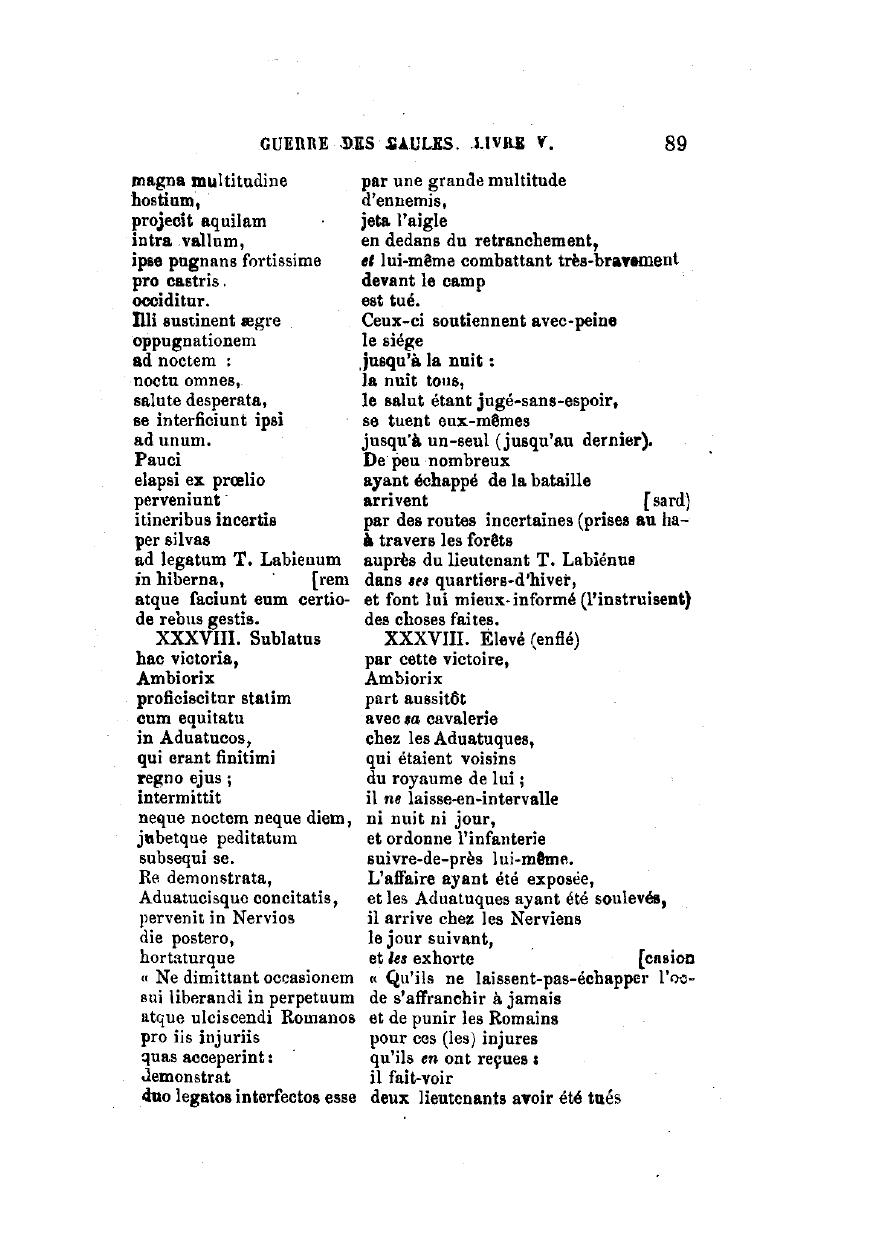 GUERRE DES GAULES. LIVRE V. 89
magna multitudine par une grande multitude
hostium, d'ennemis,
projecit aquilam jeta l'aigle
intra vallum, en dedans du retranchement,
ipse pugnans fortissime et lui-même combattant très-bravement
pro castris. devant le camp
occiditur. est tué.
Illi sustinent ægre Ceux-ci soutiennent avec-peine
oppugnationem le siége
ad noctem : jusqu'à la nuit :
noctu omnes, la nuit tous,
salute desperata, le salut étant jugé-sans-espoir,
se interficiunt ipsi se tuent eux-mêmes
ad unum. jusqu'à un-seul (jusqu'au dernier).
Pauci De peu nombreux
elapsi ex prœlio ayant échappé de la bataille
perveniunt arrivent [sard)
itineribus incertis par des routes incertaines (prises au ha-
per silvas à travers les forêts
ad legatum T. Labienum auprès du lieutenant T. Labiénus
in hiberna, [rem dans ses quartiers-d'hiver,
atque faciunt eum certio- et font lui mieux-informé (l'instruisent)
de rebus gestis. des choses faites.
XXXVIII. Sublatus XXXVIII. Élevé (enflé)
hac victoria, par cette victoire,
Ambiorix Ambiorix
proficiscitur statim part aussitôt
cum equitatu avec sa cavalerie
in Aduatucos, chez les Aduatuques,
qui erant finitimi qui étaient voisins
regno ejus ; du royaume de lui ;
intermittit il ne laisse-en-intervalle
neque noctem neque diem, ni nuit ni jour,
jubetque peditatum et ordonne l'infanterie
subsequi se. suivre-de-près lui-même.
Re demonstrata, L'affaire ayant été exposée,
Aduatucisque concitatis, et les Aduatuques ayant été soulevés,
pervenit in Nervios il arrive chez les Nerviens
die postero, le jour suivant,
hortaturque et les exhorte [casion
« Ne dimittant occasionem « Qu'ils ne laissent-pas-échapper l'oc-
sui liberandi in perpetuum de s'affranchir à jamais
atque ulciscendi Romanos et de punir les Romains
pro iis injuriis pour ces (les) injures
quas acceperint : qu'ils en ont reçues :
demonstrat il fait-voir
duo legatos interfectos esse deux lieutenants avoir été tués